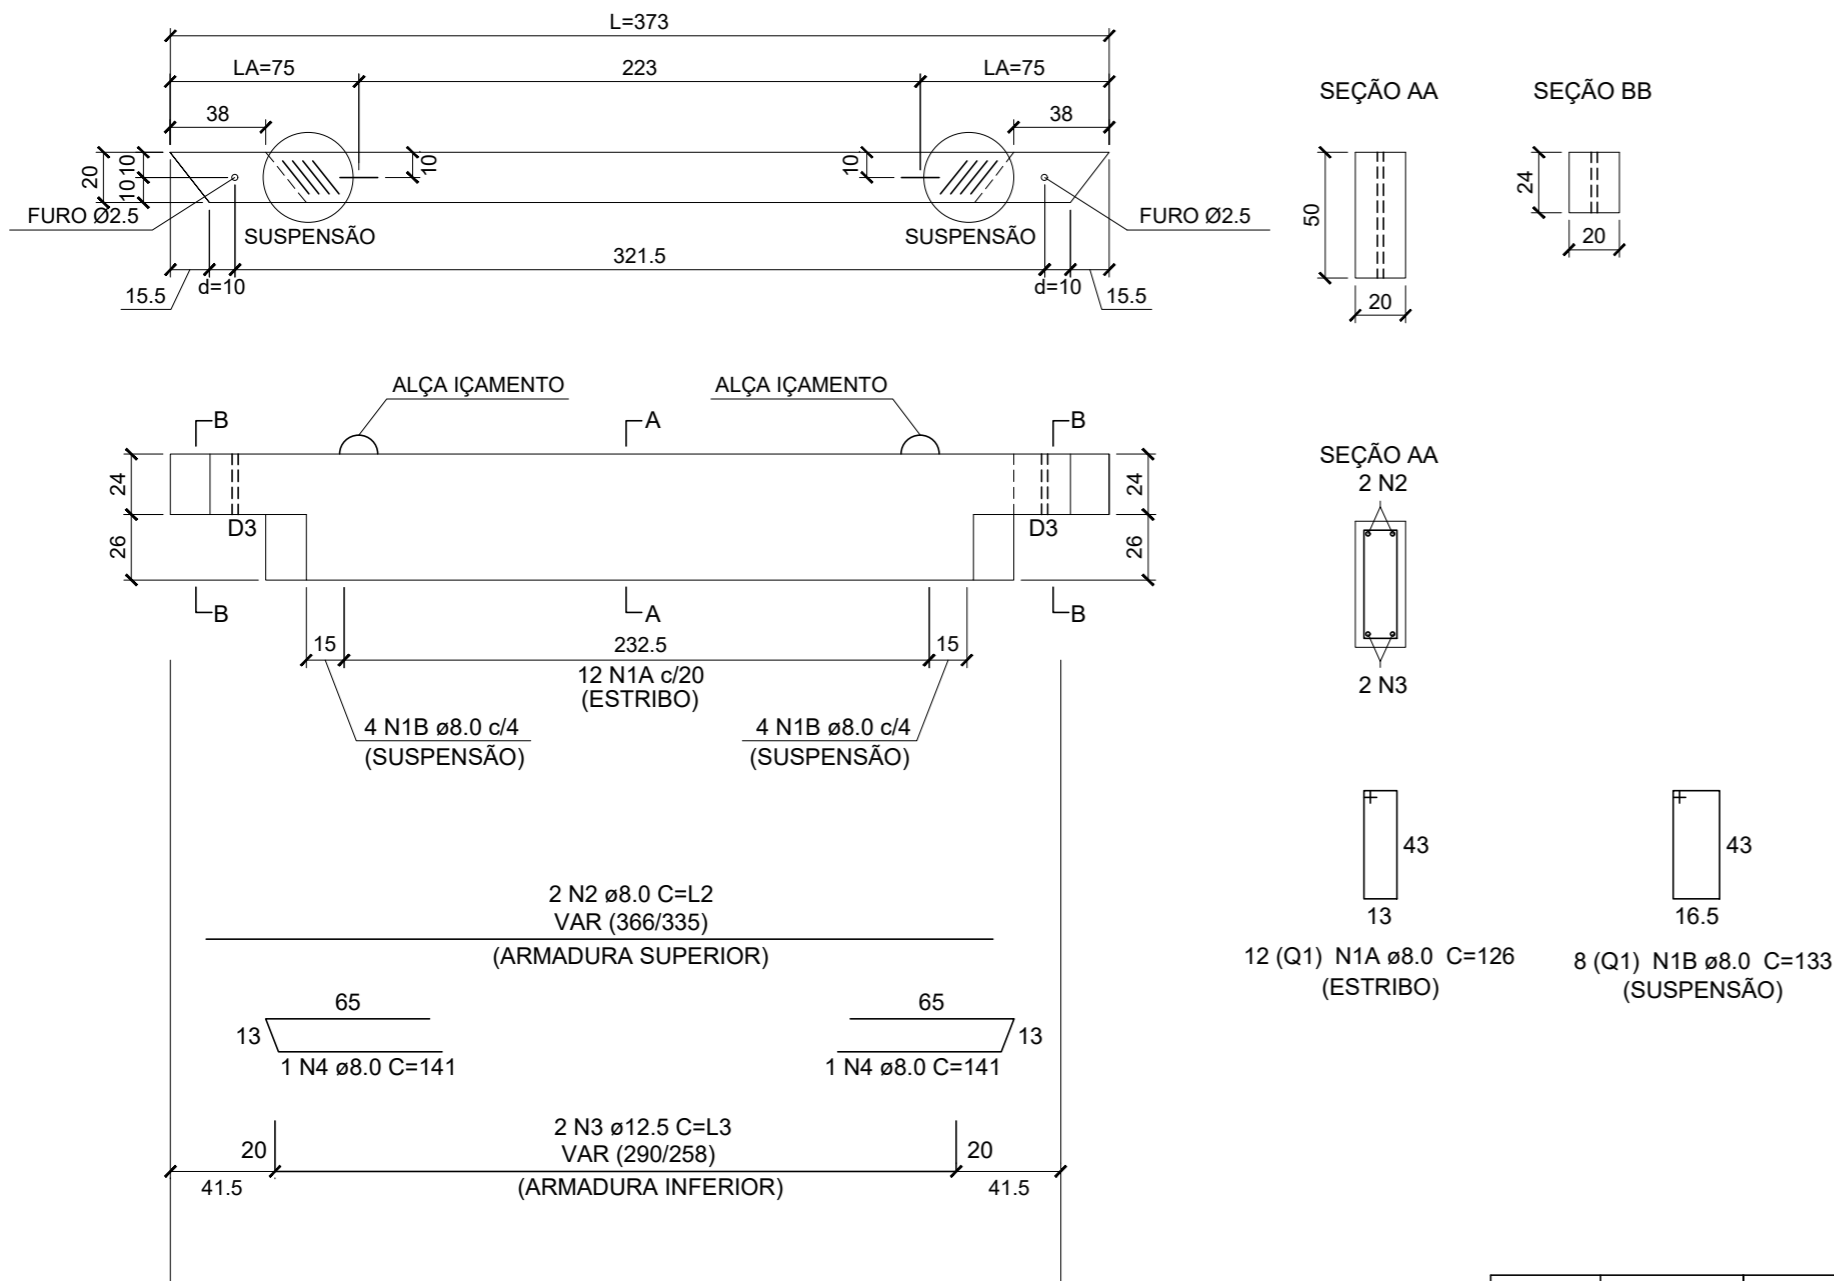 L=373
LA=75
223
LA=75
38
38
20
10
10
10
10
FURO Ø2.5
FURO Ø2.5
SUSPENSÃO
SUSPENSÃO
321.5
d=10
d=10
15.5
15.5
SEÇÃO AA
SEÇÃO BB
50
20
24
20
ALÇA IÇAMENTO
ALÇA IÇAMENTO
B
A
B
24
26
D3
D3
24
26
B
A
B
15
232.5
15
12 N1A c/20
(ESTRIBO)
4 N1B ø8.0 c/4
(SUSPENSÃO)
4 N1B ø8.0 c/4
(SUSPENSÃO)
SEÇÃO AA
2 N2
2 N3
43
13
12 (Q1) N1A ø8.0 C=126
(ESTRIBO)
43
16.5
8 (Q1) N1B ø8.0 C=133
(SUSPENSÃO)
2 N2 ø8.0 C=L2
VAR (366/335)
(ARMADURA SUPERIOR)
65
13
1 N4 ø8.0 C=141
65
13
1 N4 ø8.0 C=141
2 N3 ø12.5 C=L3
VAR (290/258)
(ARMADURA INFERIOR)
20
20
41.5
41.5